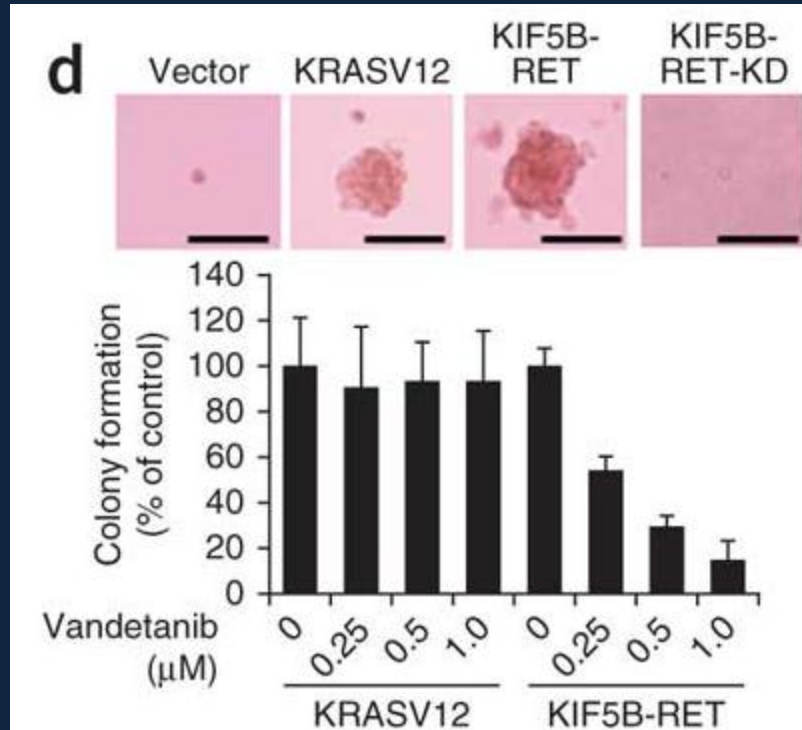 d
Vector KRASV12 KIF5B-RET KIF5B-RET-KD
140
120
100
80
60
40
20
0
Colony formation
(% of control)
Vandetanib
(µM)
0 0.25 0.5 1.0 0 0.25 0.5 1.0
KRASV12 KIF5B-RET